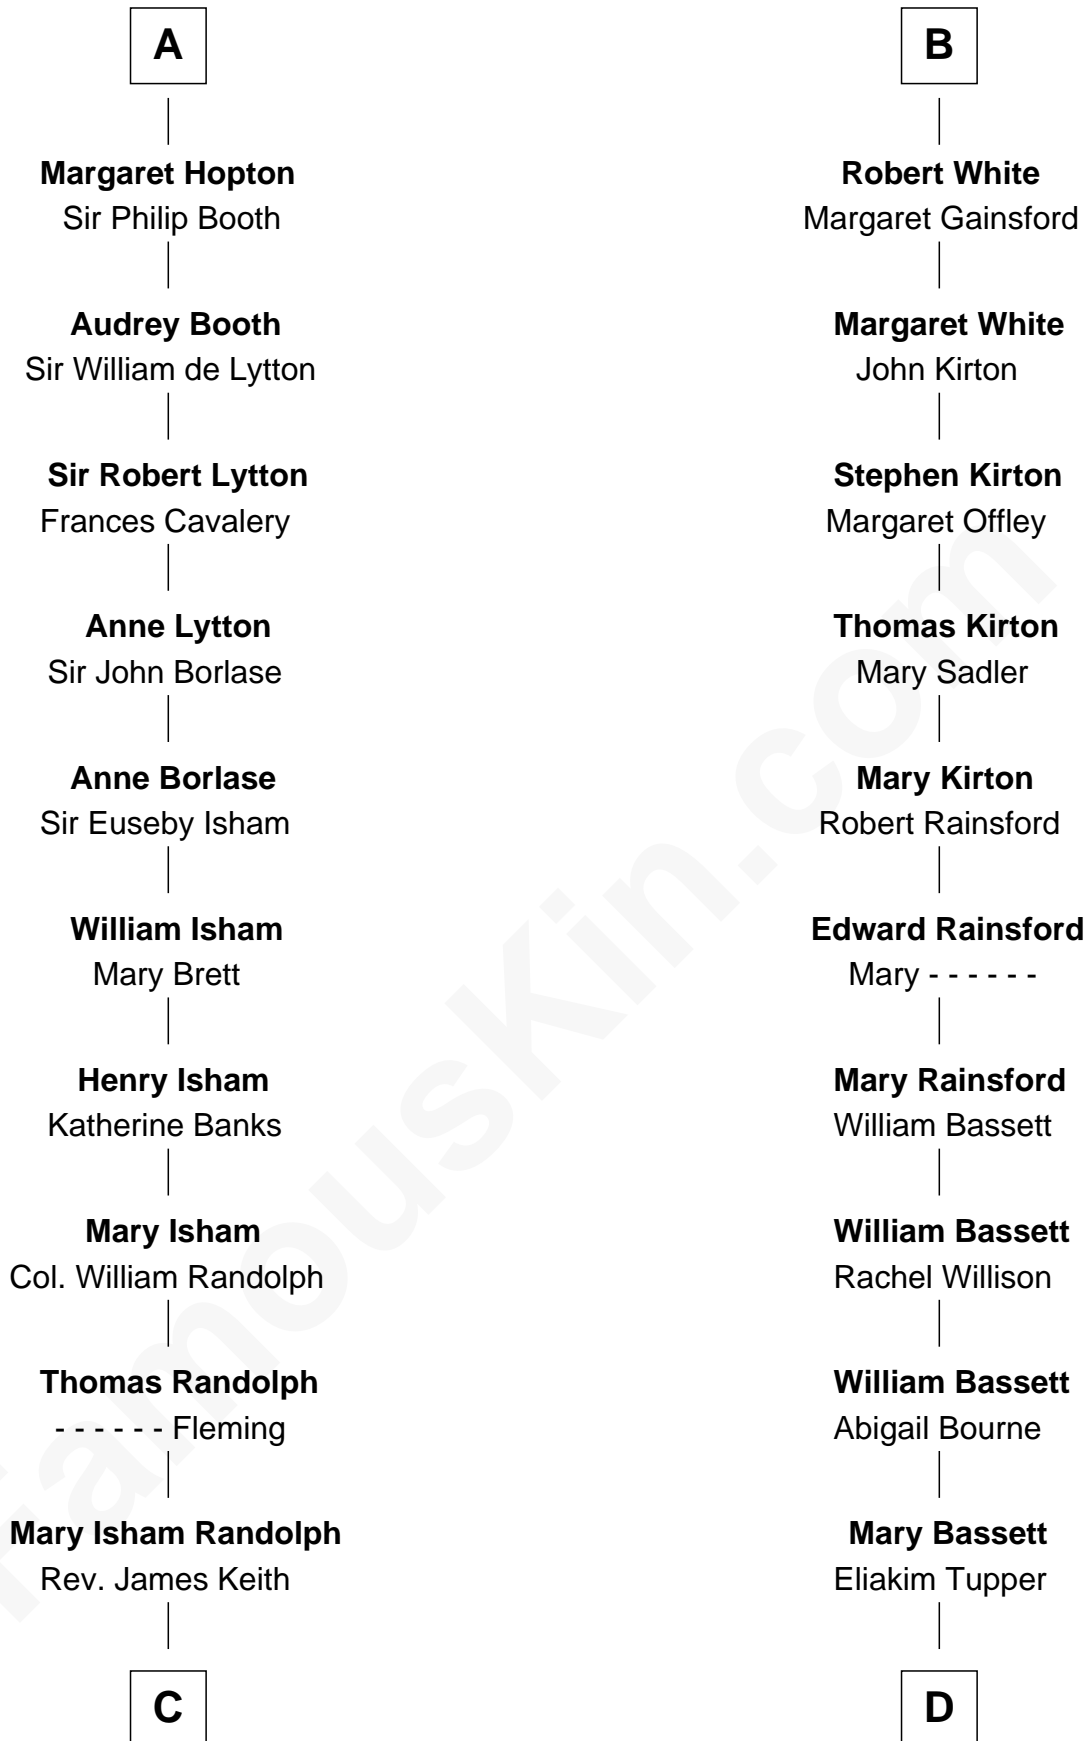 A
Margaret Hopton
Sir Philip Booth
Audrey Booth
Sir William de Lytton
Sir Robert Lytton
Frances Cavalery
Anne Lytton
Sir John Borlase
Anne Borlase
Sir Euseby Isham
William Isham
Mary Brett
Henry Isham
Katherine Banks
Mary Isham
Col. William Randolph
Thomas Randolph
- - - - - - Fleming
Mary Isham Randolph
Rev. James Keith
C
B
Robert White
Margaret Gainsford
Margaret White
John Kirton
Stephen Kirton
Margaret Offley
Thomas Kirton
Mary Sadler
Mary Kirton
Robert Rainsford
Edward Rainsford
Mary - - - - - -
Mary Rainsford
William Bassett
William Bassett
Rachel Willison
William Bassett
Abigail Bourne
Mary Bassett
Eliakim Tupper
D
FamousKin.com